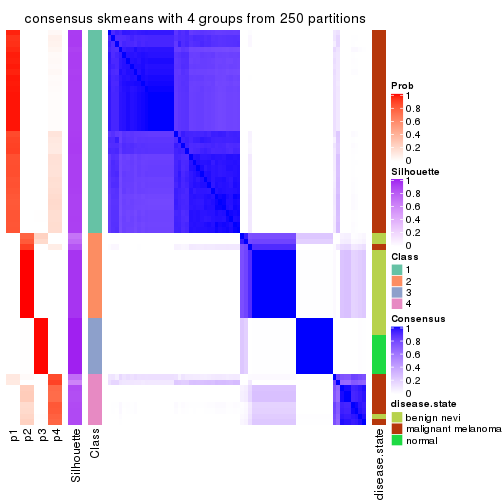 consensus skmeans with 4 groups from 250 partitions
Prob
1
0.8
0.6
0.4
0.2
0
Silhouette
1
0.8
0.6
0.4
0.2
0
Class
1
2
3
4
Consensus
1
0.8
0.6
0.4
0.2
0
disease.state
benign nevi
malignant melanoma
normal
p1
p2
p3
p4
Silhouette
Class
disease.state